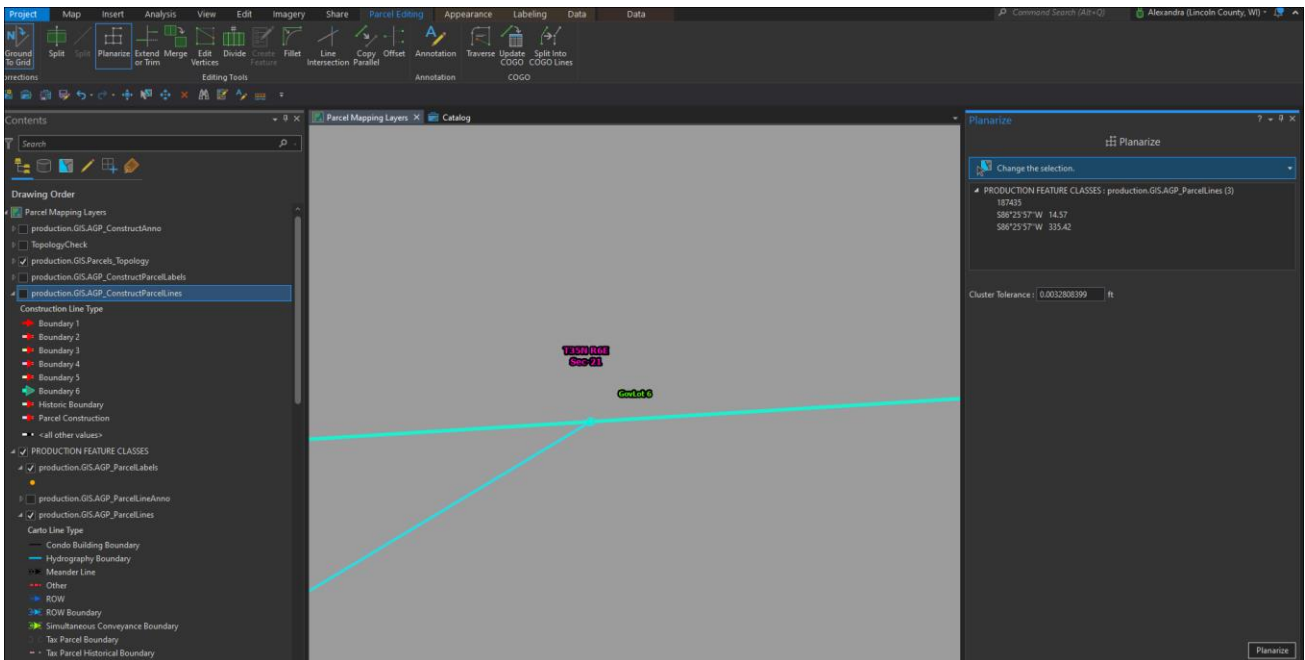 Project Map Insert Analysis View Edit Imagery Share Parcel Editing Appearance Labeling Data Data Command Search (Alt+Q) Alexandra (Lincoln County, WI)
Ground To Grid Split Split Planarize Extend or Trim Merge Edit Vertices Divide Create Feature Fillet Line Intersection Copy Parallel Offset Annotation Traverse Update COGO Split Into COGO Lines
orrections Editing Tools Annotation COGO
Contents
Parcel Mapping Layers Catalog
Planarize
Search
Planarize
Change the selection.
Drawing Order
PRODUCTION FEATURE CLASSES : production.GIS.AGP_ParcelLines (3)
187435
S86°25'57"W 14.57
S86°25'57"W 335.42
Parcel Mapping Layers
production.GIS.AGP_ConstructAnno
TopologyCheck
production.GIS.Parcels_Topology
production.GIS.AGP_ConstructParcelLabels
production.GIS.AGP_ConstructParcelLines
Cluster Tolerance : 0.0032808399 ft
Construction Line Type
Boundary 1
Boundary 2
Boundary 3
Boundary 4
Boundary 5
Boundary 6
Historic Boundary
Parcel Construction
<all other values>
T35N R6E
Sec-21
GovLot 6
PRODUCTION FEATURE CLASSES
production.GIS.AGP_ParcelLabels
production.GIS.AGP_ParcelLineAnno
production.GIS.AGP_ParcelLines
Carto Line Type
Condo Building Boundary
Hydrography Boundary
Meander Line
Other
ROW
ROW Boundary
Simultaneous Conveyance Boundary
Tax Parcel Boundary
Tax Parcel Historical Boundary
Planarize